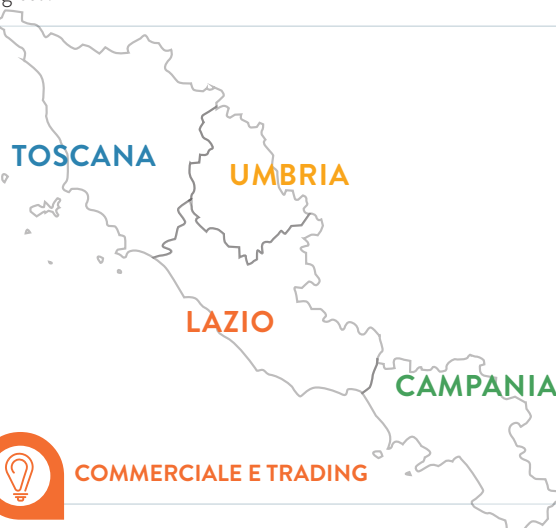 TOSCANA
UMBRIA
LAZIO
CAMPANIA
COMMERCIALE E TRADING